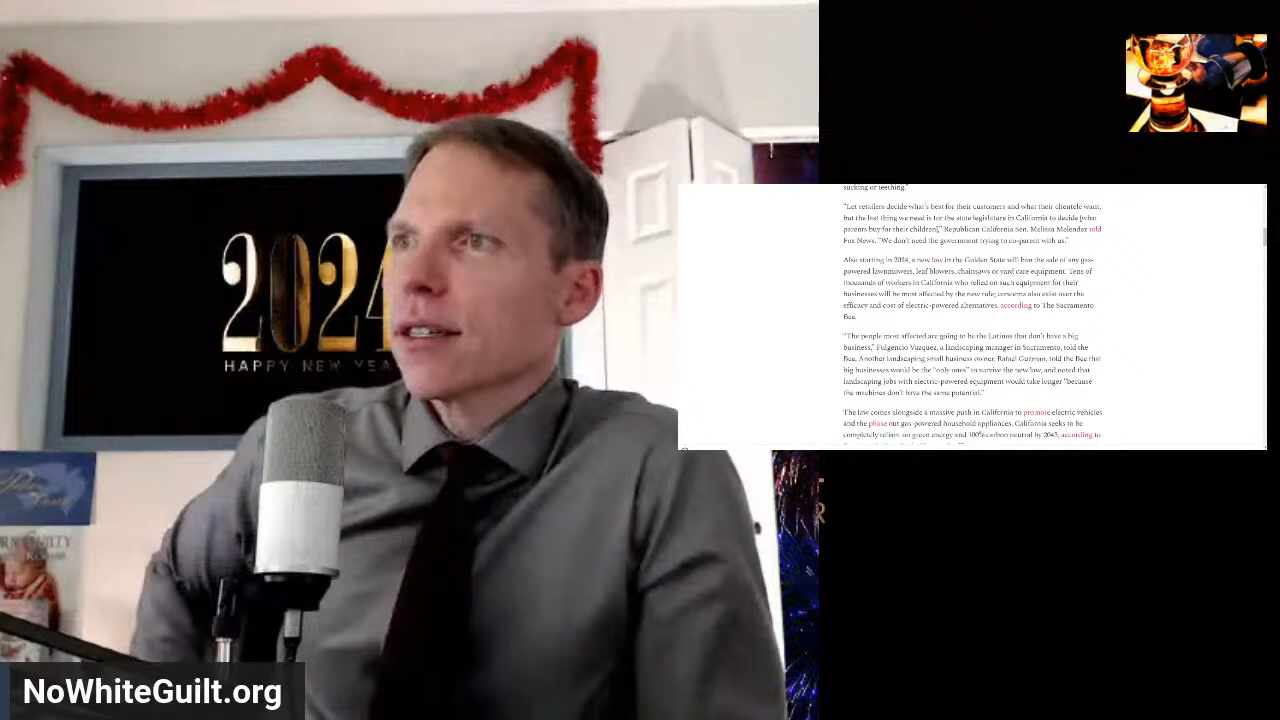 2024
HAPPY NEW YEA
sucking or teething."
"Let retailers decide what's best for their customers and what their clientele want,
but the last thing we need is for the state legislature in California to decide [what
parents buy for their children]," Republican California Sen. Melissa Melendez told
Fox News. "We don't need the government trying to co-parent with us."
Also starting in 2024, a new law in the Golden State will ban the sale of any gas-
powered lawnmowers, leaf blowers, chainsaws or yard care equipment. Tens of
thousands of workers in California who relied on such equipment for their
businesses will be most affected by the new rule; concerns also exist over the
efficacy and cost of electric-powered alternatives, according to The Sacramento
Bee.
"The people most affected are going to be the Latinos that don't have a big
business," Fulgencio Vazquez, a landscaping manager in Sacramento, told the
Bee. Another landscaping small business owner, Rafael Guzman, told the Bee that
big businesses would be the "only ones" to survive the new law, and noted that
landscaping jobs with electric-powered equipment would take longer "because
the machines don't have the same potential."
The law comes alongside a massive push in California to promote electric vehicles
and the phase out gas-powered household appliances. California seeks to be
completely reliant on green energy and 100% carbon neutral by 2045, according to
NoWhiteGuilt.org